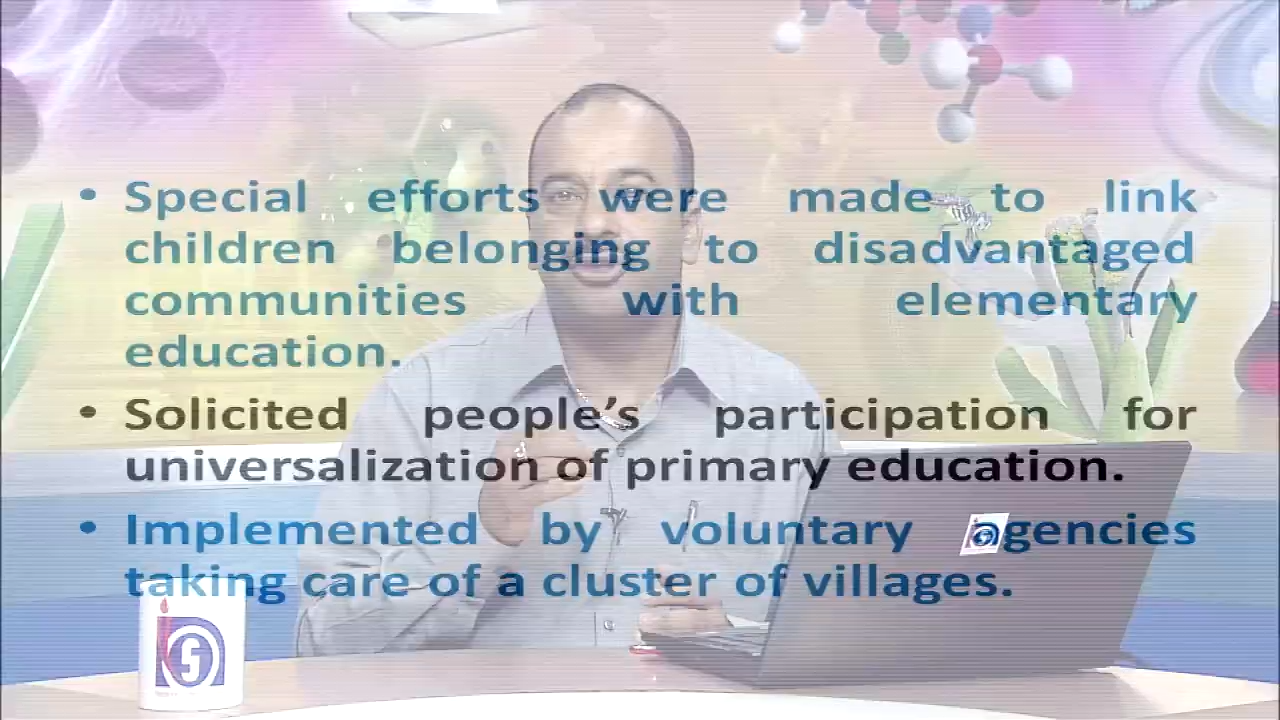 • Special efforts were made to link
children belonging to disadvantaged
communities with elementary
education.
• Solicited people’s participation for
universalization of primary education.
• Implemented by voluntary agencies
taking care of a cluster of villages.